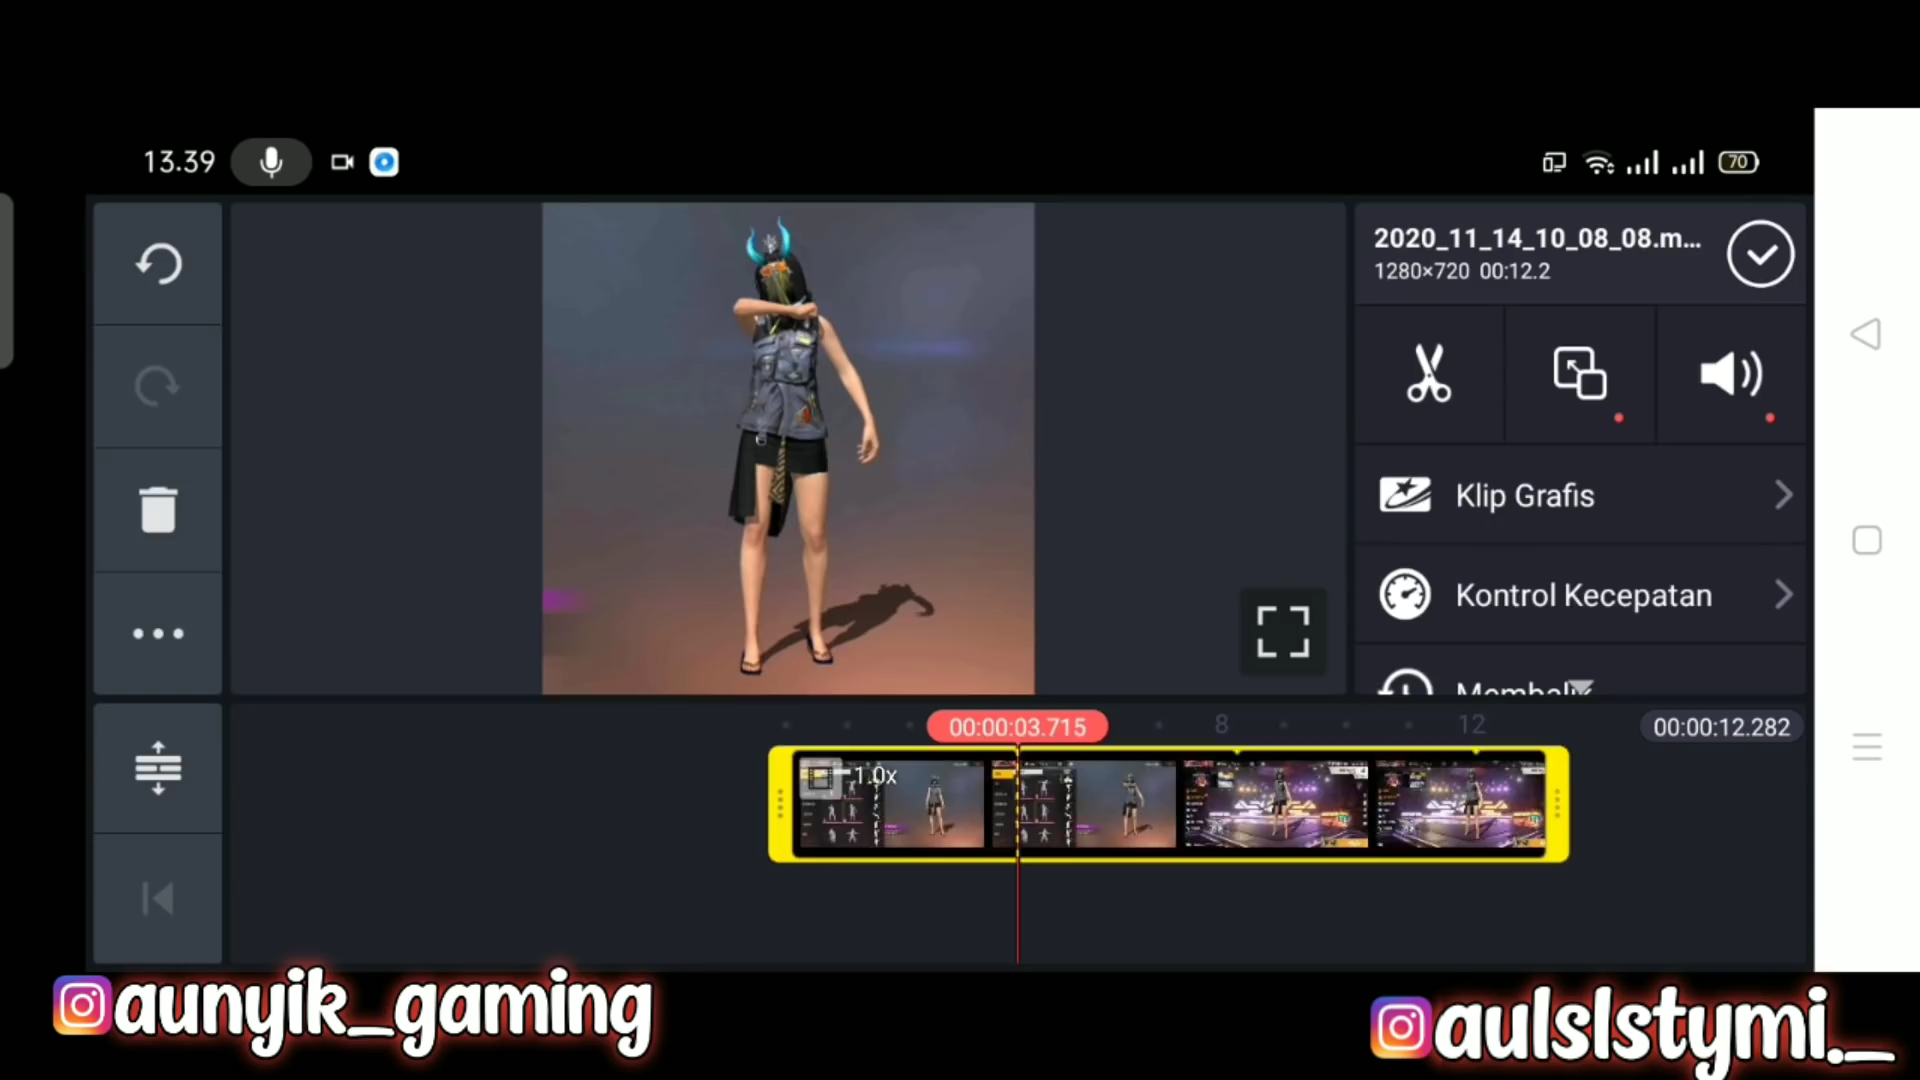 13.39
70
2020_11_14_10_08_08.m...
1280×720 00:12.2
Klip Grafis
Kontrol Kecepatan
00:00:03.715
8
12
00:00:12.282
1.0x
aunyik_gaming
aulslstymi._